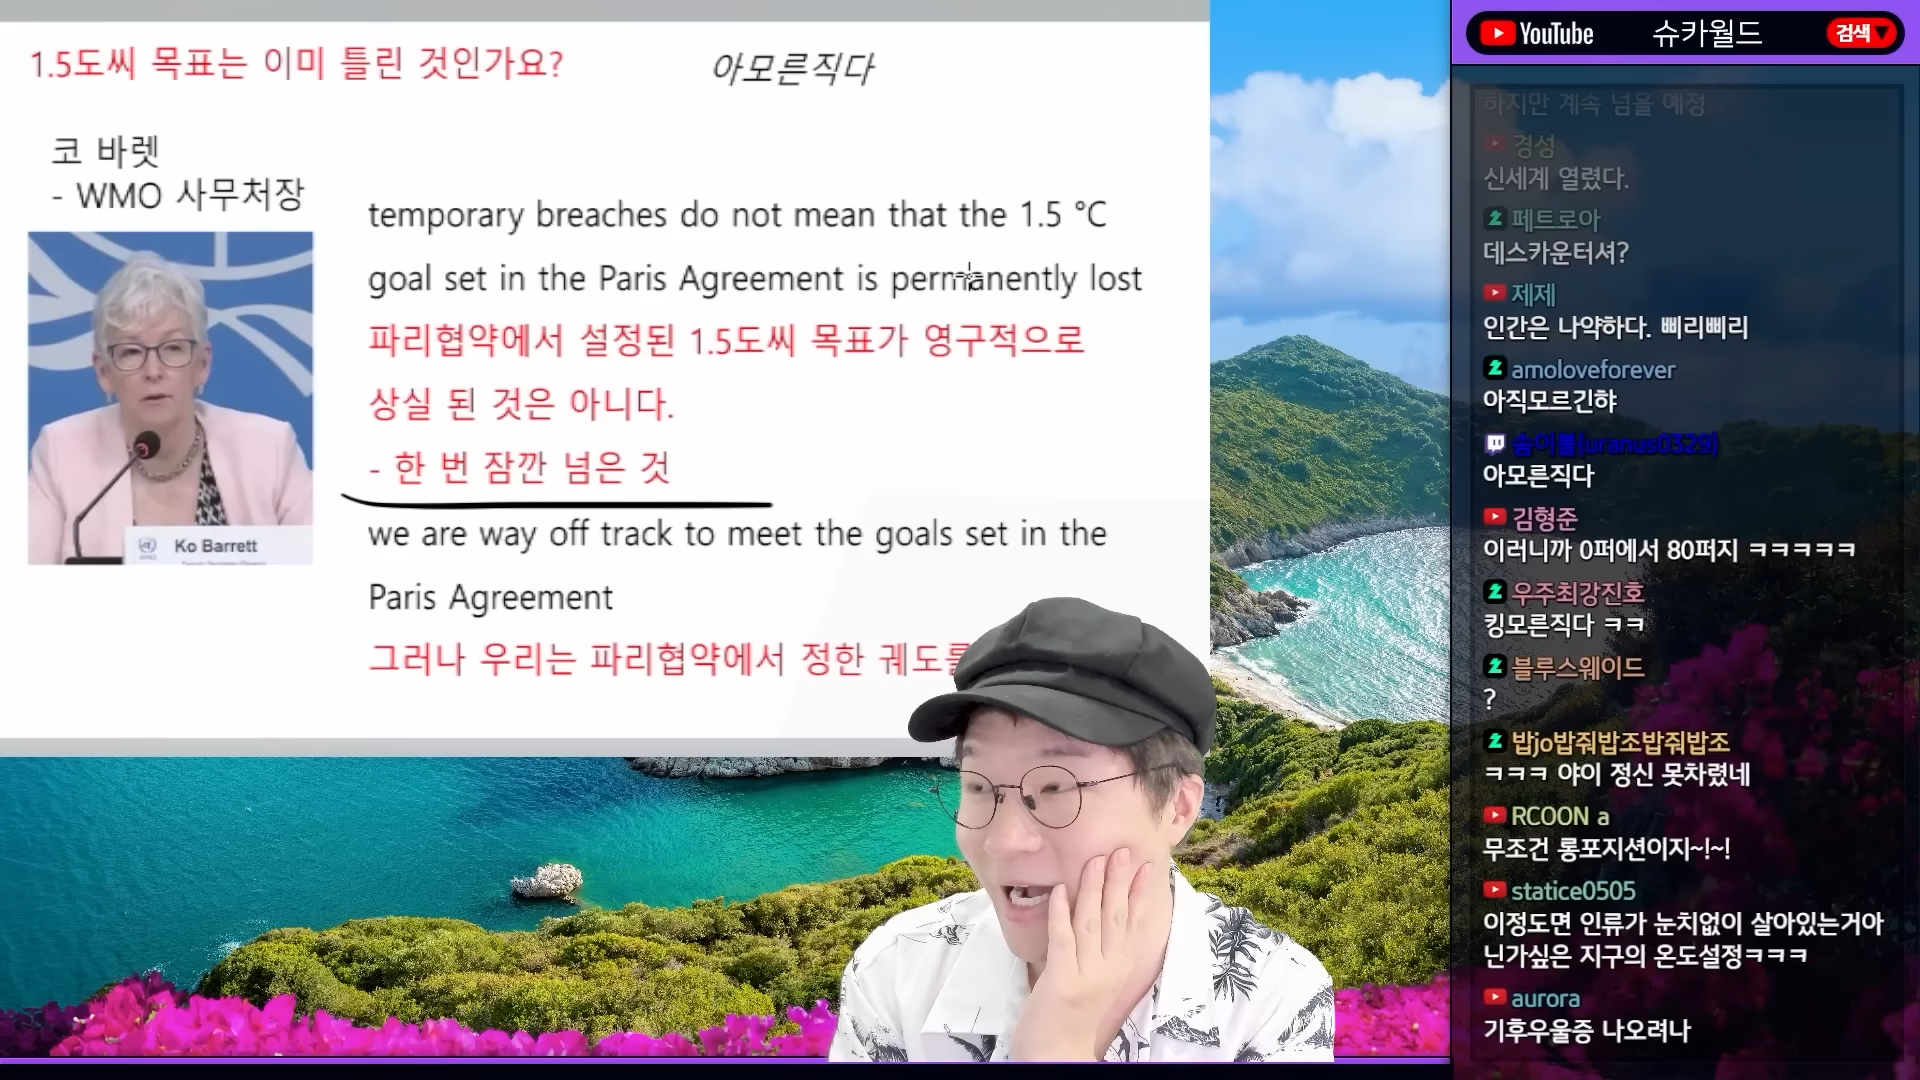 1.5도씨 목표는 이미 틀린 것인가요?
아모른직다
코 바렛
- WMO 사무처장
Ko Barrett
temporary breaches do not mean that the 1.5 °C
goal set in the Paris Agreement is permanently lost
파리협약에서 설정된 1.5도씨 목표가 영구적으로
상실 된 것은 아니다.
- 한 번 잠깐 넘은 것
we are way off track to meet the goals set in the
Paris Agreement
그러나 우리는 파리협약에서 정한 궤도를
YouTube 슈카월드 검색
하지만 계속 넘을 예정
경성
신세계 열렸다.
페트로아
데스카운터셔?
제제
인간은 나약하다. 삐리삐리
amoloveforever
아직모르긴햐
숨이뿔(uranus0329)
아모른직다
김형준
이러니까 0퍼에서 80퍼지 ㅋㅋㅋㅋㅋ
우주최강진호
킹모른직다 ㅋㅋ
블루스웨이드
?
밥jo밥줘밥조밥줘밥조
ㅋㅋㅋ 야이 정신 못차렸네
RCOON a
무조건 롱포지션이지~!~!
statice0505
이정도면 인류가 눈치없이 살아있는거아
닌가싶은 지구의 온도설정ㅋㅋㅋ
aurora
기후우울증 나오려나